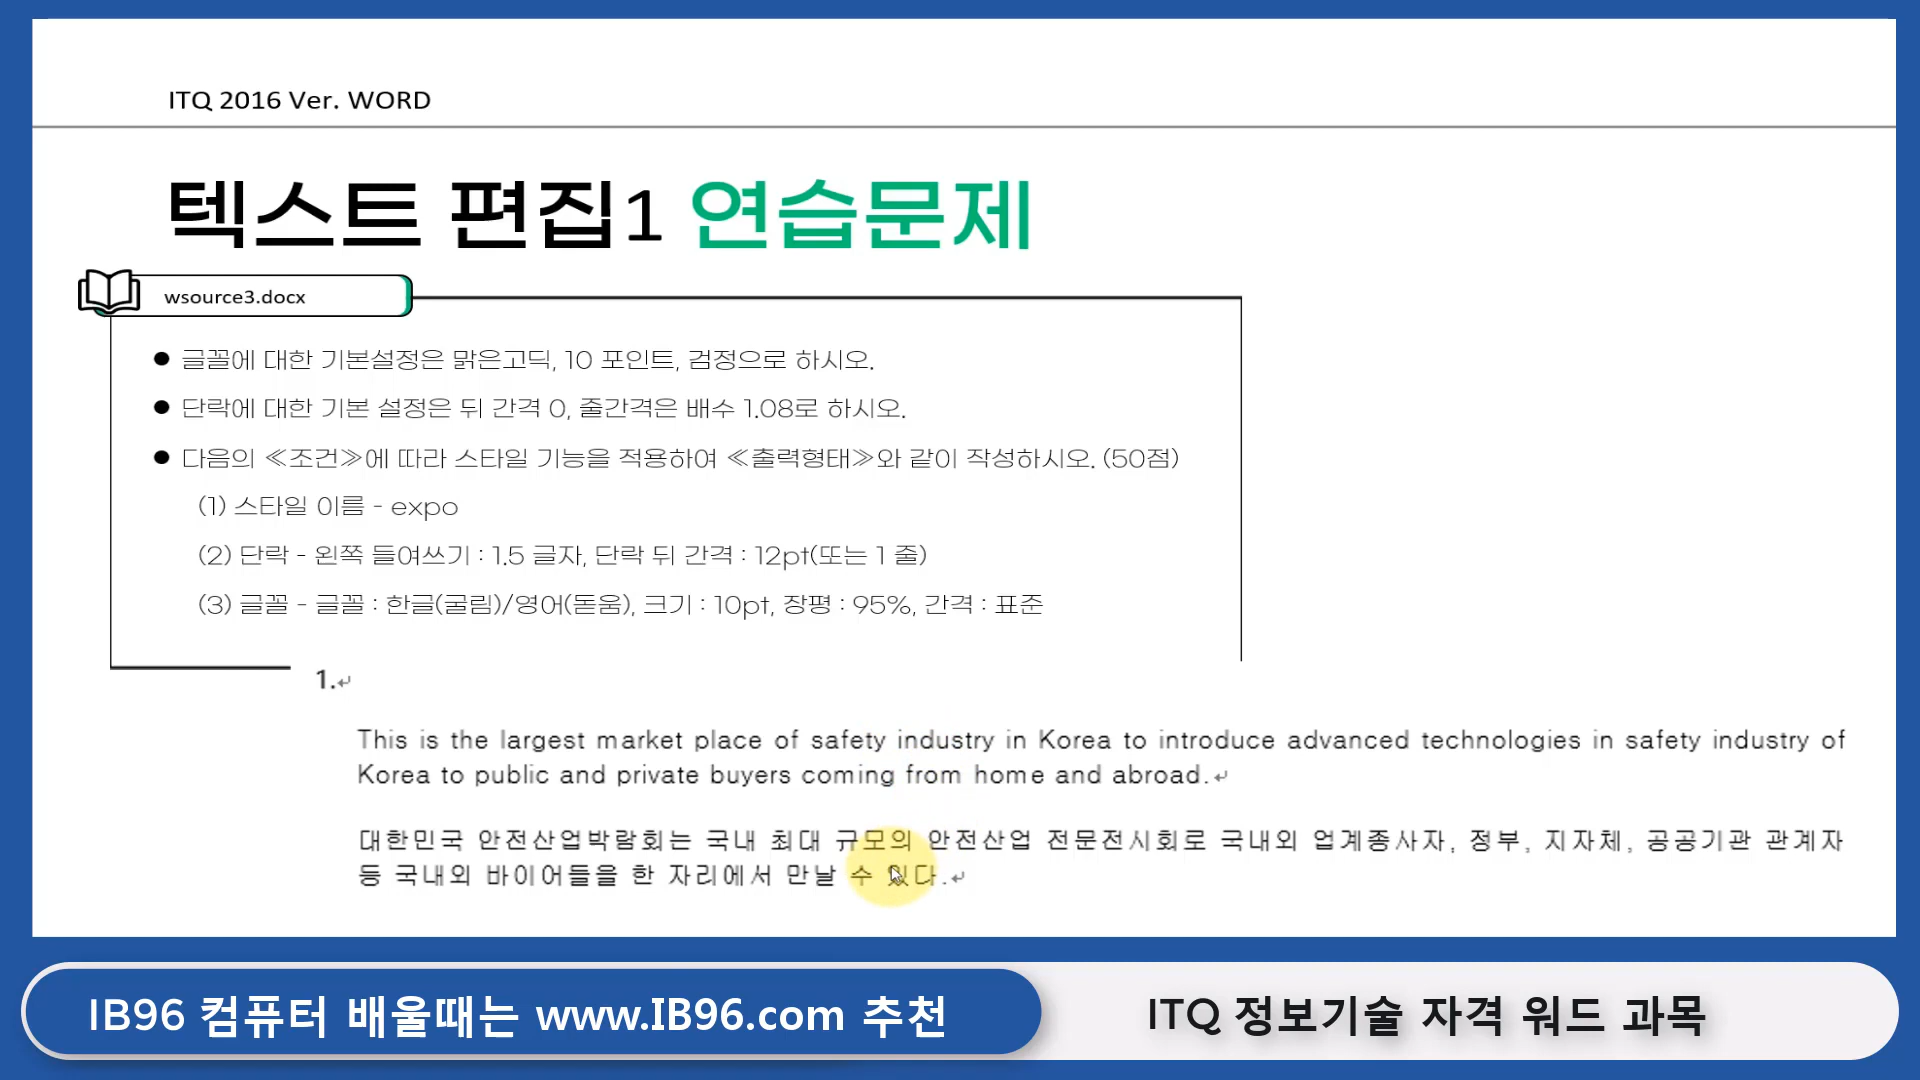 ITQ 2016 Ver. WORD
텍스트 편집1 연습문제
wsource3.docx
● 글꼴에 대한 기본설정은 맑은고딕, 10 포인트, 검정으로 하시오.
● 단락에 대한 기본 설정은 뒤 간격 0, 줄간격은 배수 1.08로 하시오.
● 다음의 ≪조건≫에 따라 스타일 기능을 적용하여 ≪출력형태≫와 같이 작성하시오. (50점)
(1) 스타일 이름 - expo
(2) 단락 - 왼쪽 들여쓰기 : 1.5 글자, 단락 뒤 간격 : 12pt(또는 1 줄)
(3) 글꼴 - 글꼴 : 한글(굴림)/영어(돋움), 크기 : 10pt, 장평 : 95%, 간격 : 표준
1.↵
This is the largest market place of safety industry in Korea to introduce advanced technologies in safety industry of
Korea to public and private buyers coming from home and abroad.↵
대한민국 안전산업박람회는 국내 최대 규모의 안전산업 전문전시회로 국내외 업계종사자, 정부, 지자체, 공공기관 관계자
등 국내외 바이어들을 한 자리에서 만날 수 있다.↵
IB96 컴퓨터 배울때는 www.IB96.com 추천
ITQ 정보기술 자격 워드 과목